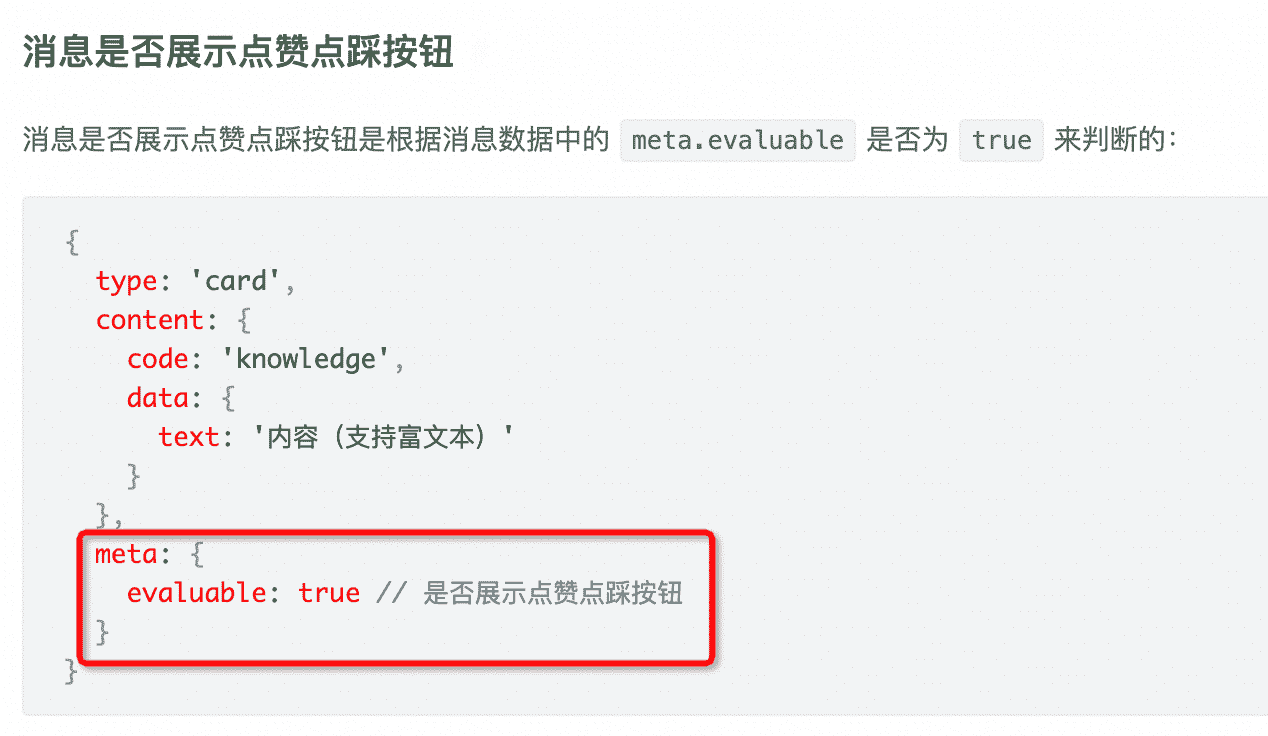 消息是否展示点赞点踩按钮
消息是否展示点赞点踩按钮是根据消息数据中的 meta.evaluable 是否为 true 来判断的：
{
  type: 'card',
  content: {
    code: 'knowledge',
    data: {
      text: '内容（支持富文本）'
    }
  },
  meta: {
    evaluable: true // 是否展示点赞点踩按钮
  }
}